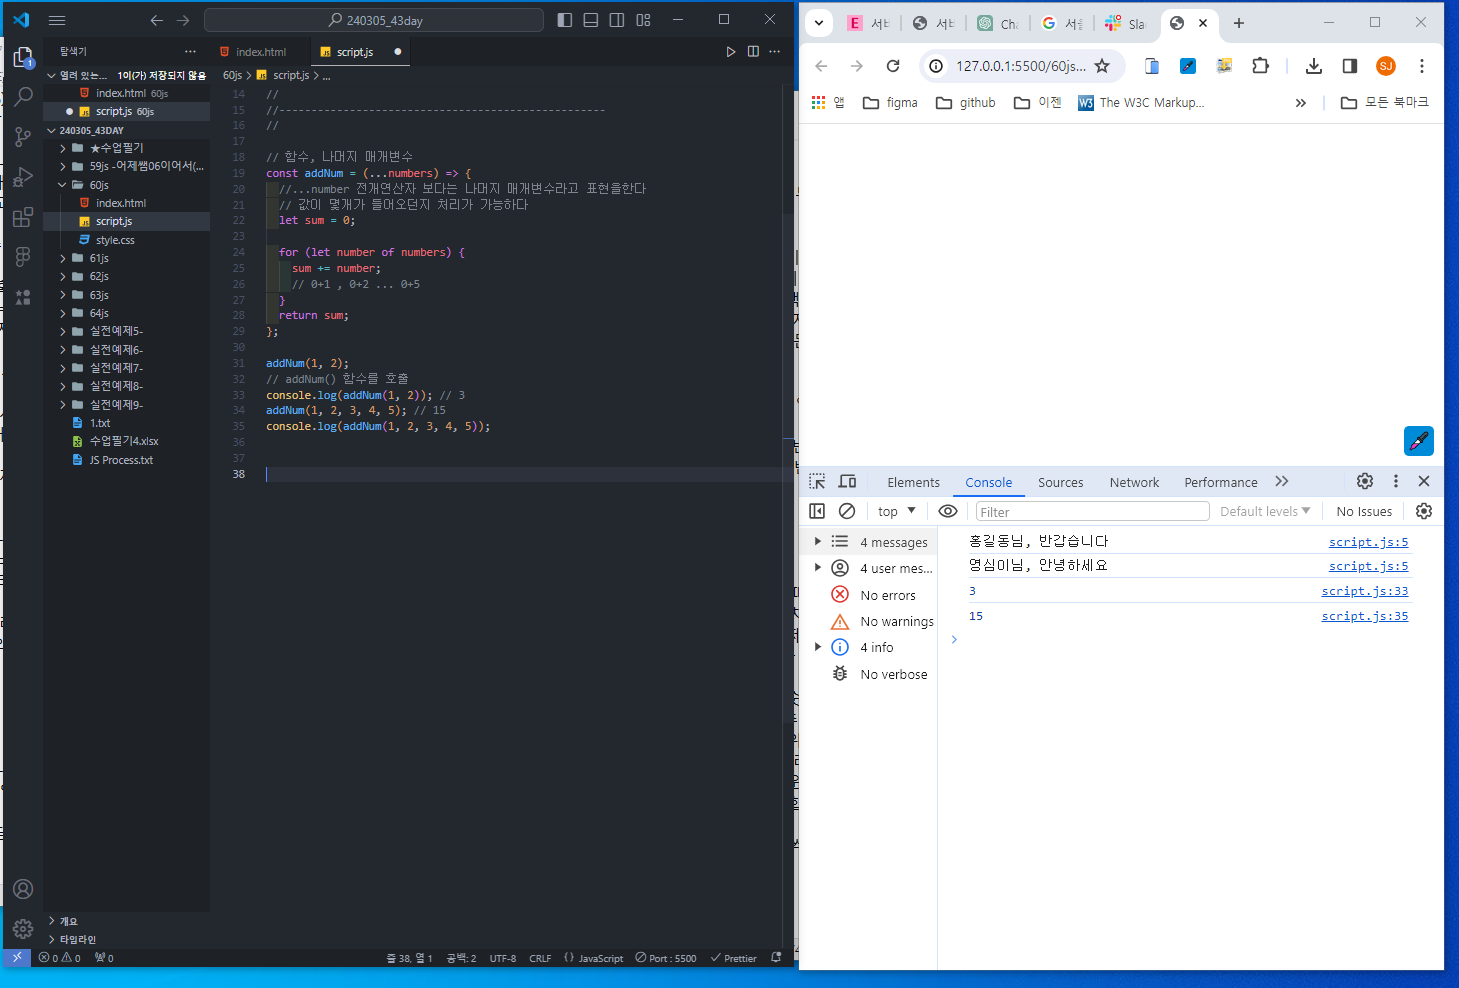 240305_43day
탐색기
index.html
script.js
열려 있는... 1이(가) 저장되지 않음
index.html 60js
script.js 60js
240305_43DAY
★수업필기
59js -어제쌤06이어서(...
60js
index.html
script.js
style.css
61js
62js
63js
64js
실전예제5-
실전예제6-
실전예제7-
실전예제8-
실전예제9-
1.txt
수업필기4.xlsx
JS Process.txt
개요
타임라인
60js > script.js > ...
14 //
15 //---------------------------------------------------
16 //
17
18 // 함수, 나머지 매개변수
19 const addNum = (...numbers) => {
20 //...number 전개연산자 보다는 나머지 매개변수라고 표현을한다
21 // 값이 몇개가 들어오던지 처리가 가능하다
22 let sum = 0;
23
24 for (let number of numbers) {
25 sum += number;
26 // 0+1 , 0+2 ... 0+5
27 }
28 return sum;
29 };
30
31 addNum(1, 2);
32 // addNum() 함수를 호출
33 console.log(addNum(1, 2)); // 3
34 addNum(1, 2, 3, 4, 5); // 15
35 console.log(addNum(1, 2, 3, 4, 5));
36
37
38
0 0 0
줄 38, 열 1 공백: 2 UTF-8 CRLF {} JavaScript Port : 5500 Prettier
서비
서비
Cha
서울
Sla
127.0.0.1:5500/60js...
SJ
앱 figma github 이젠 W3 The W3C Markup... » 모든 북마크
Elements Console Sources Network Performance »
top Filter Default levels No Issues
4 messages
4 user mes...
No errors
No warnings
4 info
No verbose
홍길동님, 반갑습니다 script.js:5
영심이님, 안녕하세요 script.js:5
3 script.js:33
15 script.js:35